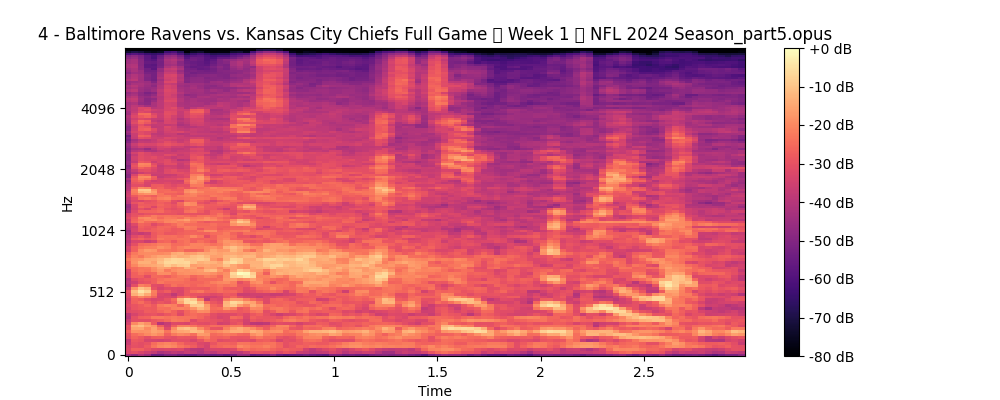 4 - Baltimore Ravens vs. Kansas City Chiefs Full Game ▯ Week 1 ▯ NFL 2024 Season_part5.opus
+0 dB
4096
-10 dB
-20 dB
2048
-30 dB
Hz
1024
-40 dB
-50 dB
512
-60 dB
-70 dB
0
-80 dB
0 0.5 1 1.5 2 2.5
Time